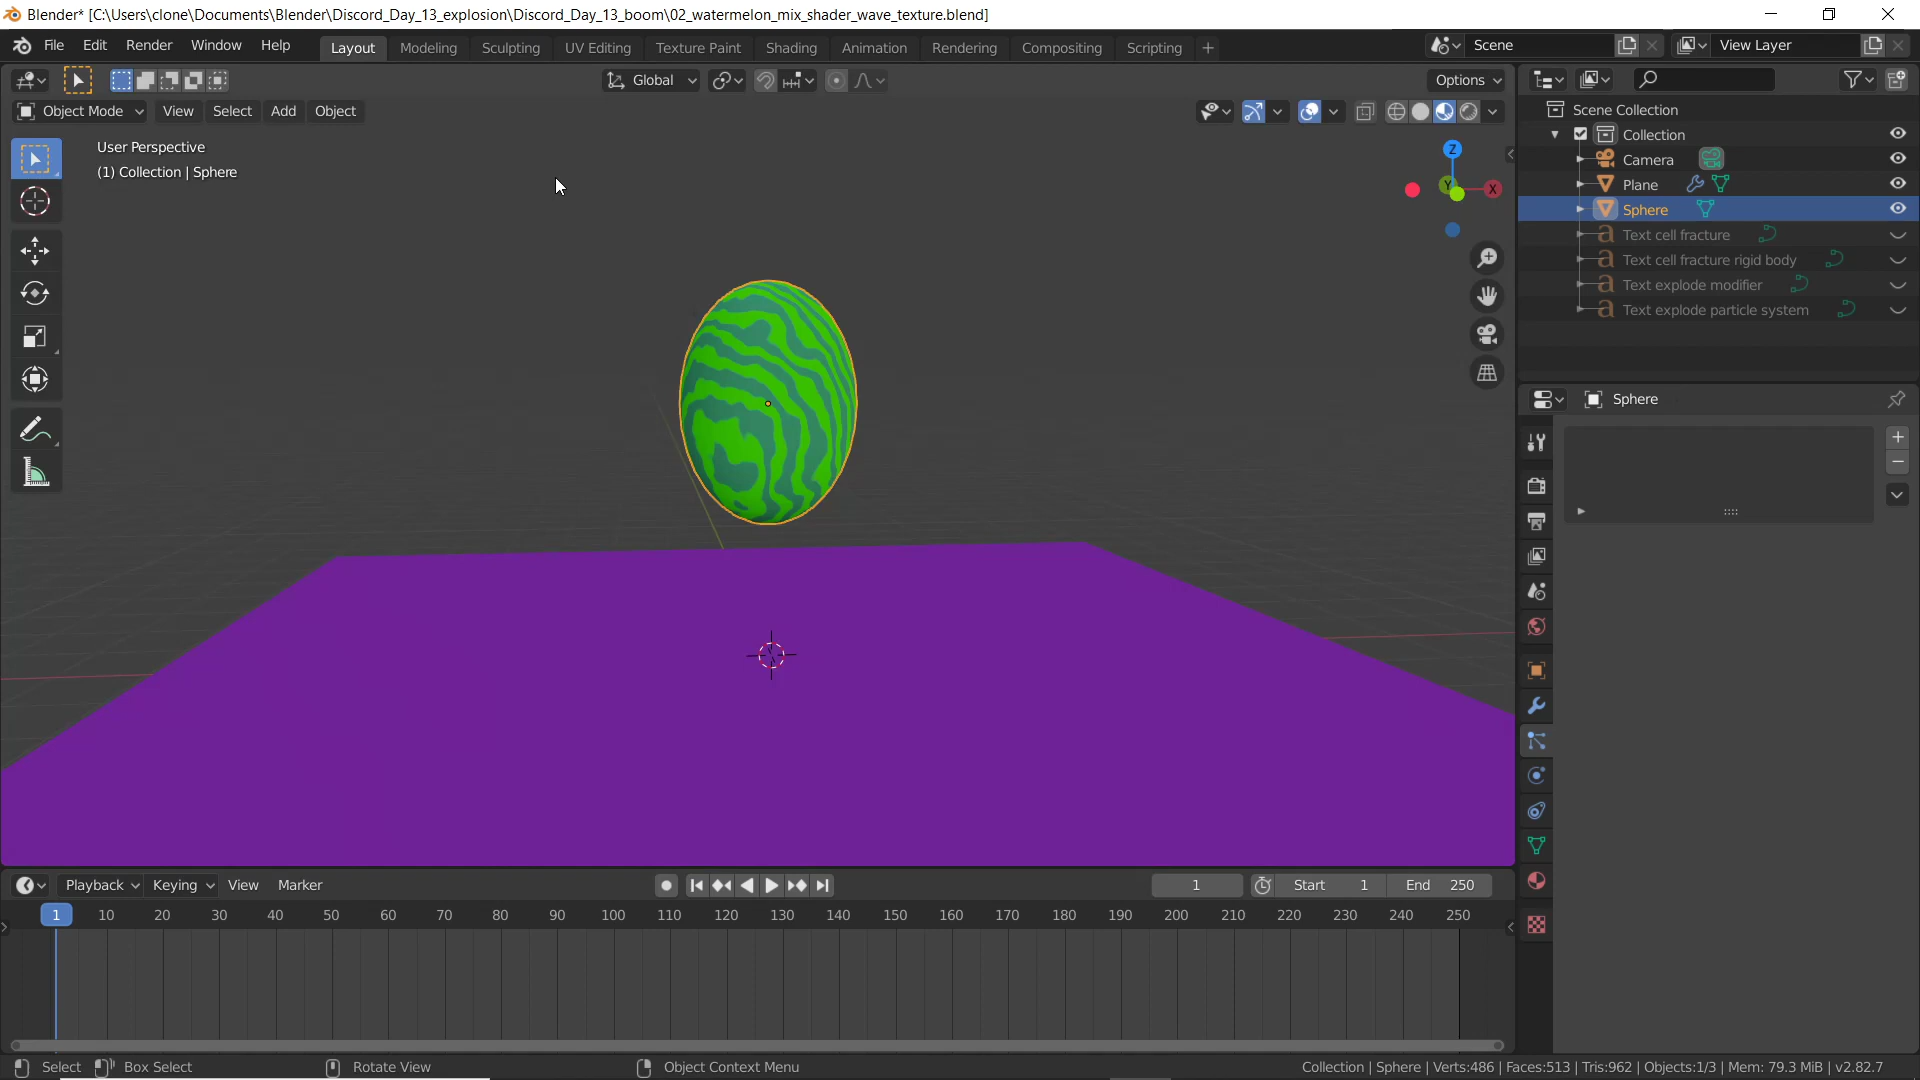 Blender* [C:\Users\clone\Documents\Blender\Discord_Day_13_explosion\Discord_Day_13_boom\02_watermelon_mix_shader_wave_texture.blend]
File Edit Render Window Help Layout Modeling Sculpting UV Editing Texture Paint Shading Animation Rendering Compositing Scripting + Scene View Layer
Global Options
Object Mode View Select Add Object
User Perspective
(1) Collection | Sphere
Z
Y X
Scene Collection
Collection
Camera
Plane
Sphere
Text cell fracture
Text cell fracture rigid body
Text explode modifier
Text explode particle system
Sphere
Playback Keying View Marker 1 Start 1 End 250
1 10 20 30 40 50 60 70 80 90 100 110 120 130 140 150 160 170 180 190 200 210 220 230 240 250
Select Box Select Rotate View Object Context Menu Collection | Sphere | Verts:486 | Faces:513 | Tris:962 | Objects:1/3 | Mem: 79.3 MiB | v2.82.7